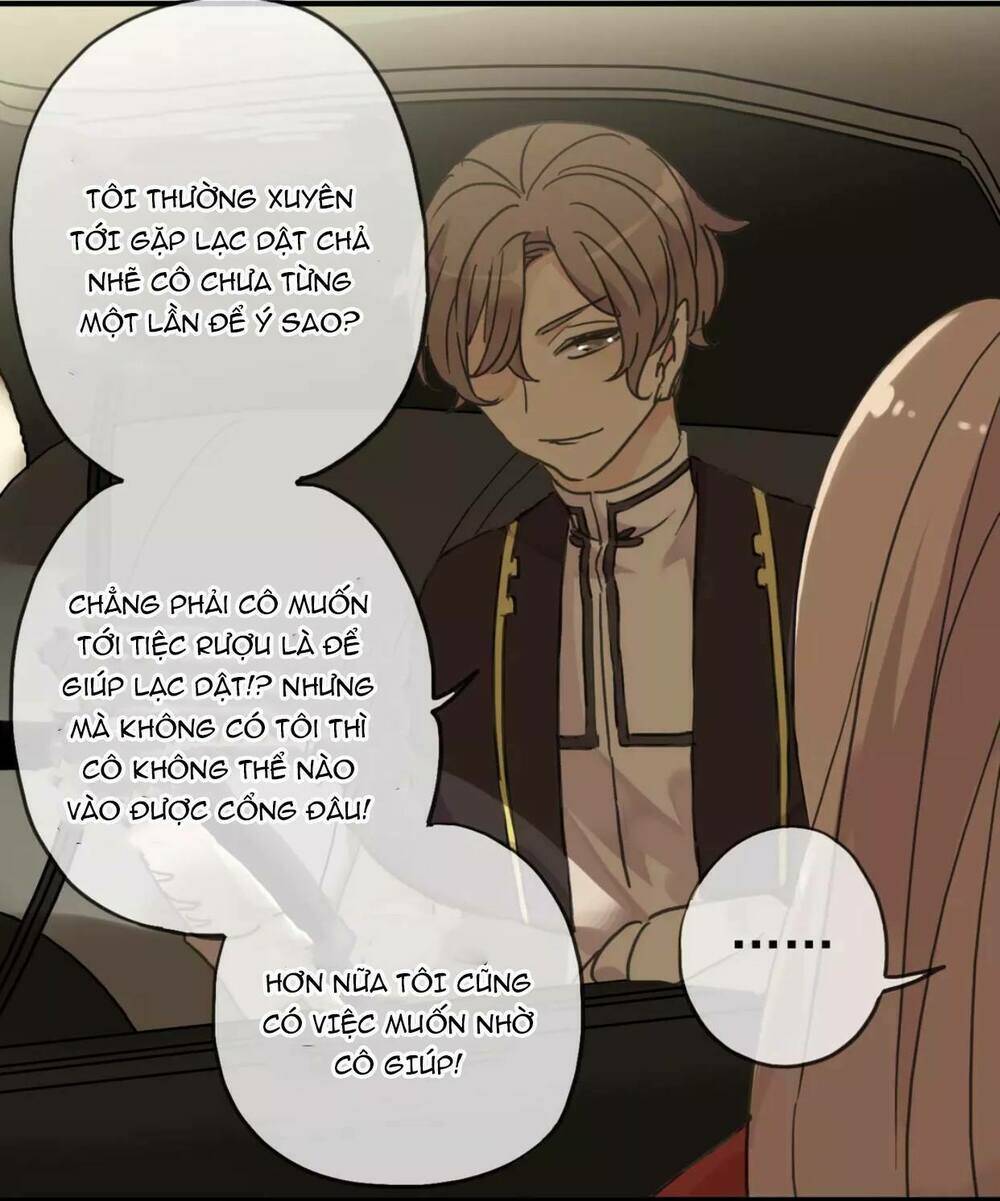 TÔI THƯỜNG XUYÊN
TỚI GẶP LẠC DẬT CHẢ
NHẼ CÔ CHƯA TỪNG
MỘT LẦN ĐỂ Ý SAO?
CHẲNG PHẢI CÔ MUỐN
TỚI TIỆC RƯỢU LÀ ĐỂ
GIÚP LẠC DẬT!? NHƯNG
MÀ KHÔNG CÓ TÔI THÌ
CÔ KHÔNG THỂ NÀO
VÀO ĐƯỢC CỔNG ĐÂU!
HƠN NỮA TÔI CŨNG
CÓ VIỆC MUỐN NHỜ
CÔ GIÚP!
......